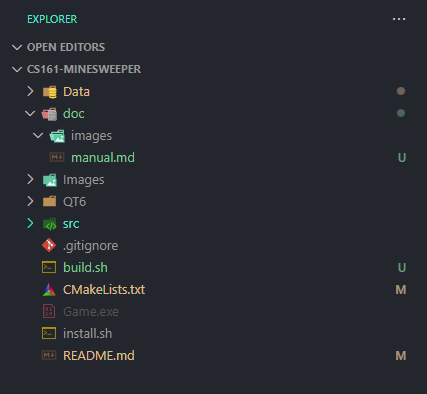 EXPLORER ...
OPEN EDITORS
CS161-MINESWEEPER
Data
doc
images
manual.md U
Images
QT6
src
.gitignore
build.sh U
CMakeLists.txt M
Game.exe
install.sh
README.md M